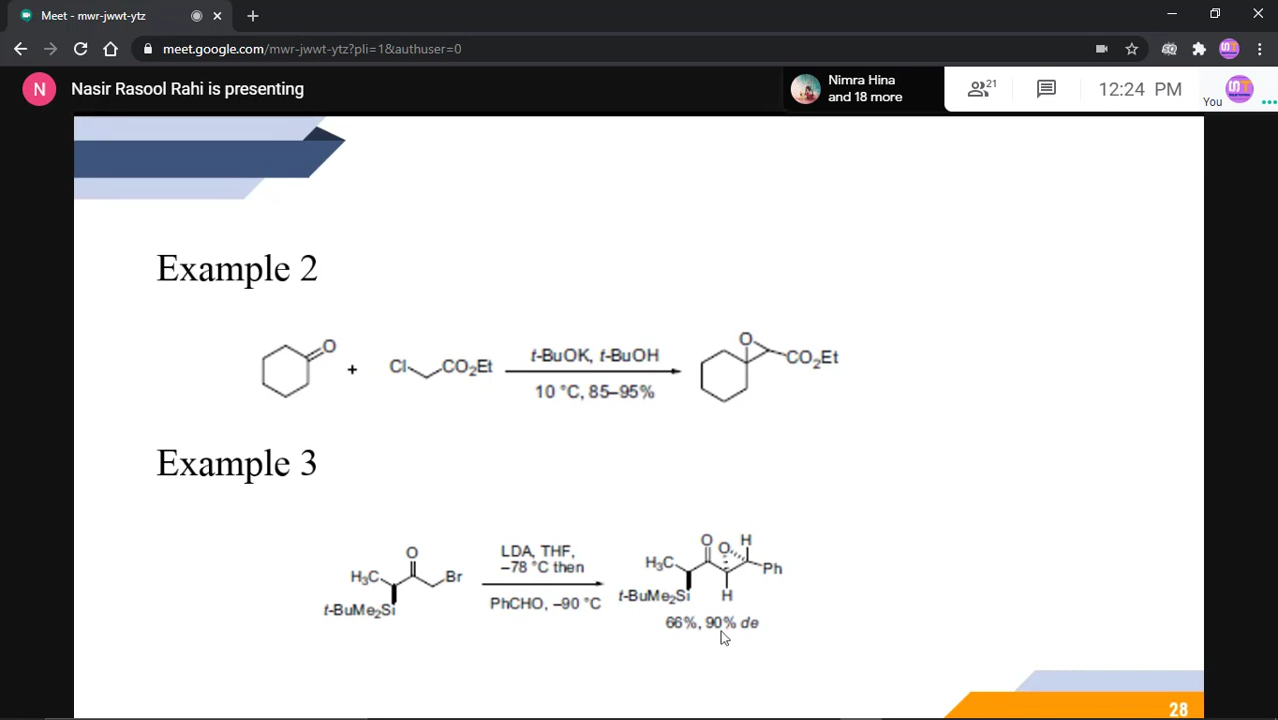 Meet - mwr-jwwt-ytz
meet.google.com/mwr-jwwt-ytz?pli=1&authuser=0
N
Nasir Rasool Rahi is presenting
Nimra Hina
and 18 more
21
12:24 PM
You
Example 2
O
+
Cl
CO2Et
t-BuOK, t-BuOH
10 °C, 85–95%
O
CO2Et
Example 3
O
H3C
Br
t-BuMe2Si
LDA, THF,
–78 °C then
PhCHO, –90 °C
O
O
H
H3C
Ph
t-BuMe2Si
H
66%, 90% de
28